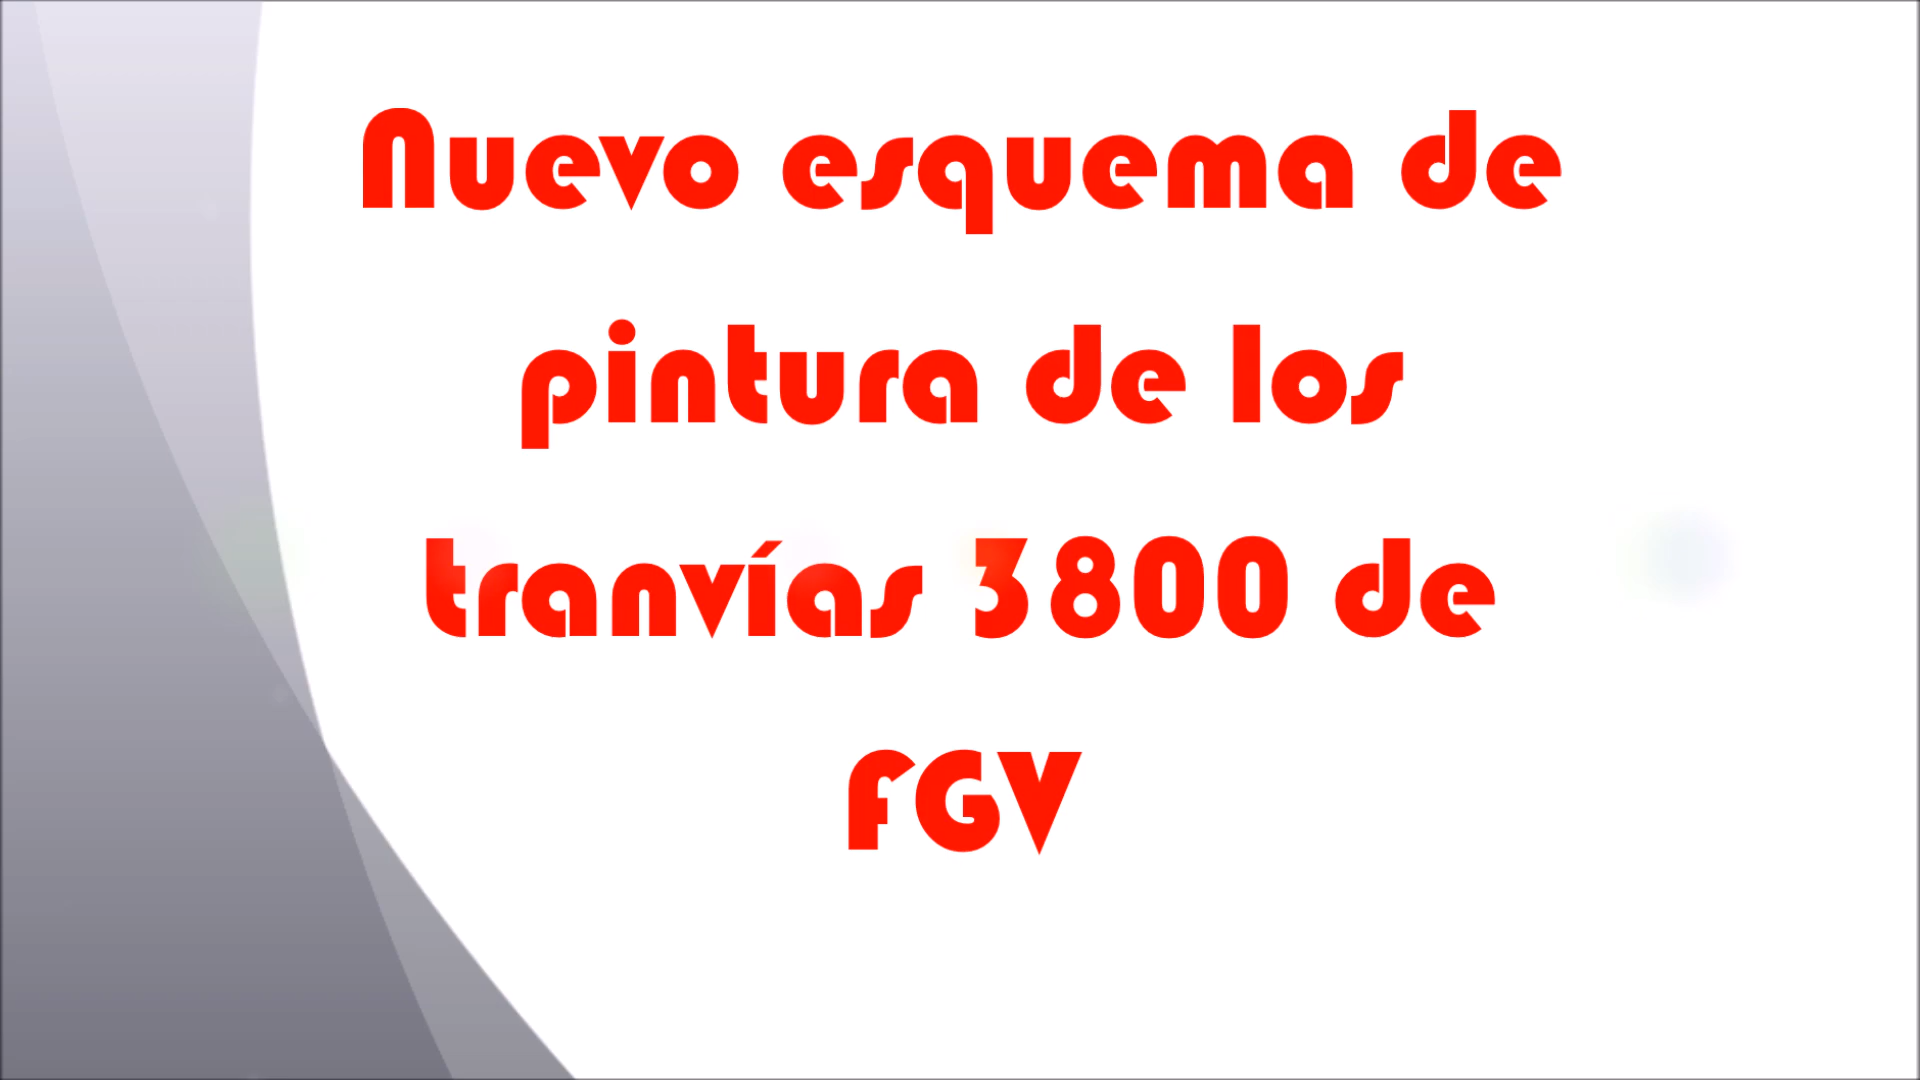 Nuevo esquema de
pintura de los
tranvías 3800 de
FGV